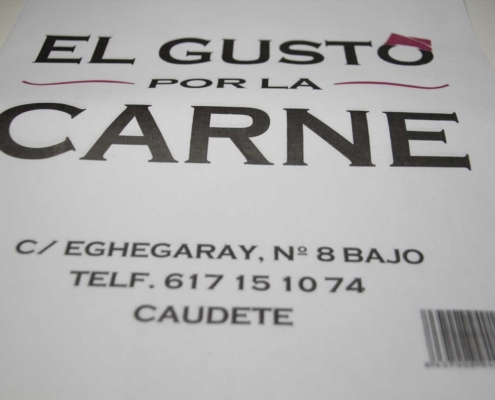 EL GUSTO
POR LA
CARNE
C/ EGHEGARAY, Nº 8 BAJO
TELF. 617 15 10 74
CAUDETE